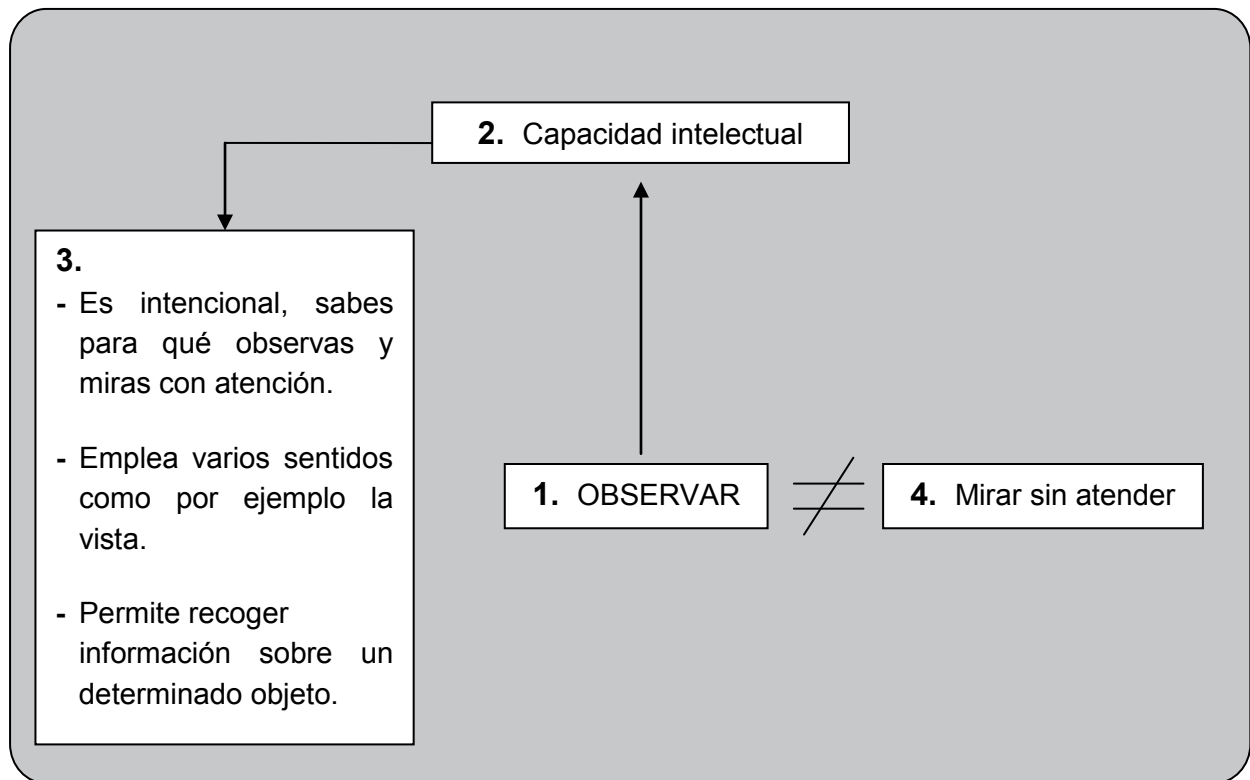 2. Capacidad intelectual
3.
- Es intencional, sabes
para qué observas y
miras con atención.
- Emplea varios sentidos
como por ejemplo la
vista.
- Permite recoger
información sobre un
determinado objeto.
1. OBSERVAR
4. Mirar sin atender